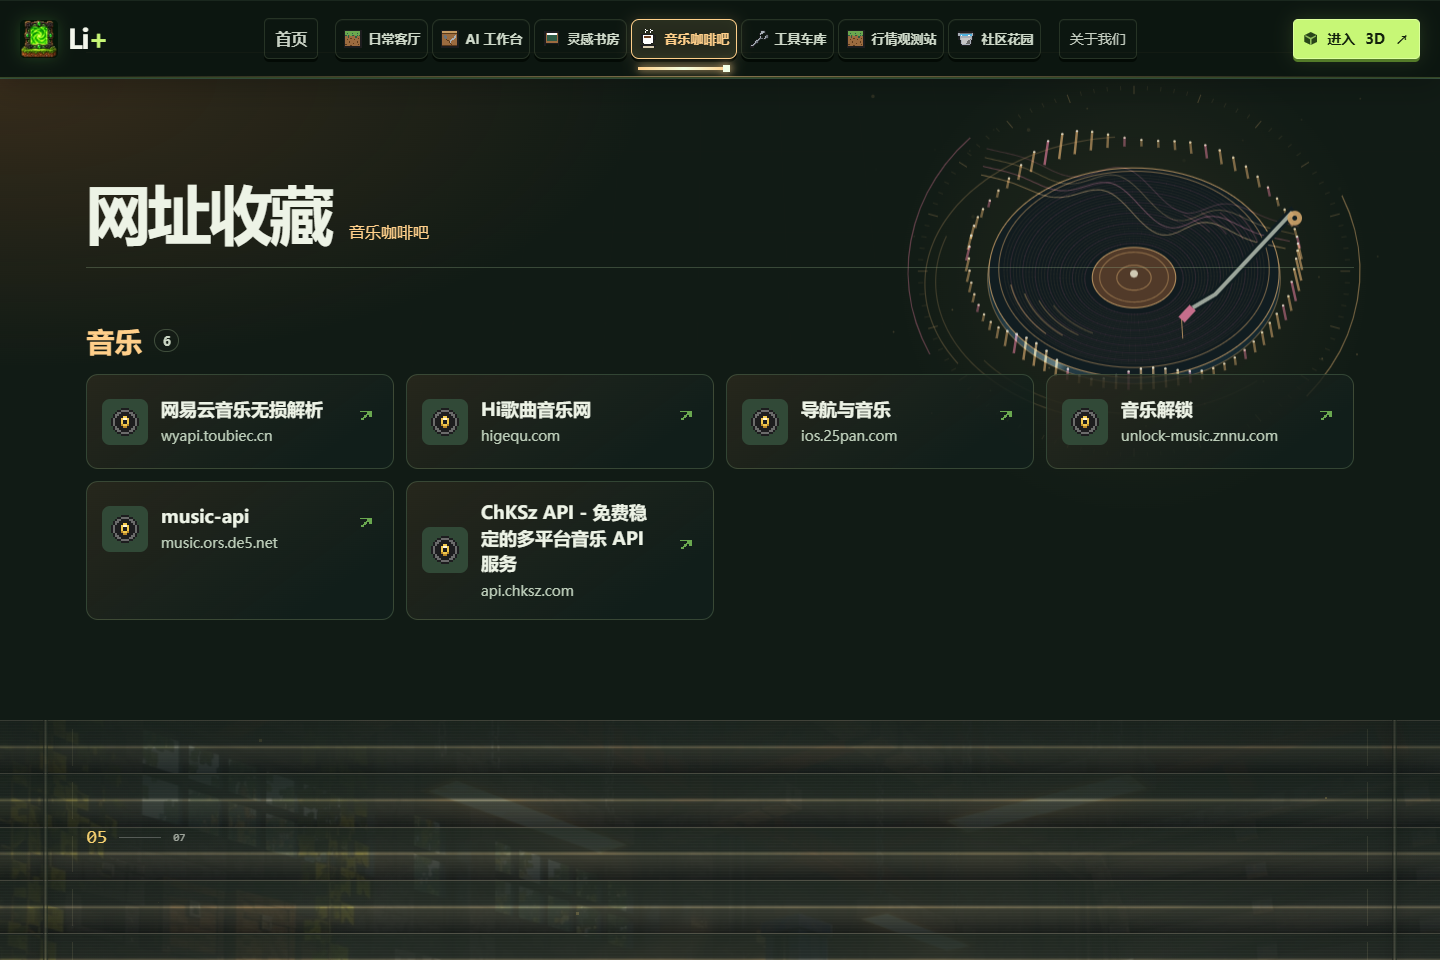 Li+
首页
日常客厅
AI 工作台
灵感书房
音乐咖啡吧
工具车库
行情观测站
社区花园
关于我们
进入 3D
网址收藏
音乐咖啡吧
音乐 6
网易云音乐无损解析
wyapi.toubiec.cn
Hi歌曲音乐网
higequ.com
导航与音乐
ios.25pan.com
音乐解锁
unlock-music.znnu.com
music-api
music.ors.de5.net
ChKSz API - 免费稳
定的多平台音乐 API
服务
api.chksz.com
05
07